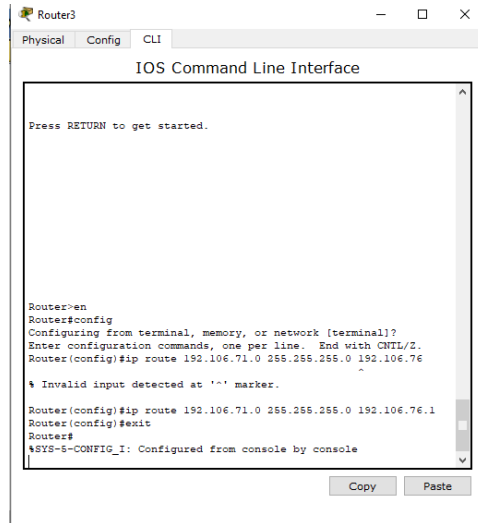 Router3
Physical Config CLI
IOS Command Line Interface
Press RETURN to get started.
Router>en
Router#config
Configuring from terminal, memory, or network [terminal]?
Enter configuration commands, one per line.  End with CNTL/Z.
Router(config)#ip route 192.106.71.0 255.255.255.0 192.106.76
^
% Invalid input detected at '^' marker.
Router(config)#ip route 192.106.71.0 255.255.255.0 192.106.76.1
Router(config)#exit
Router#
%SYS-5-CONFIG_I: Configured from console by console
Copy Paste